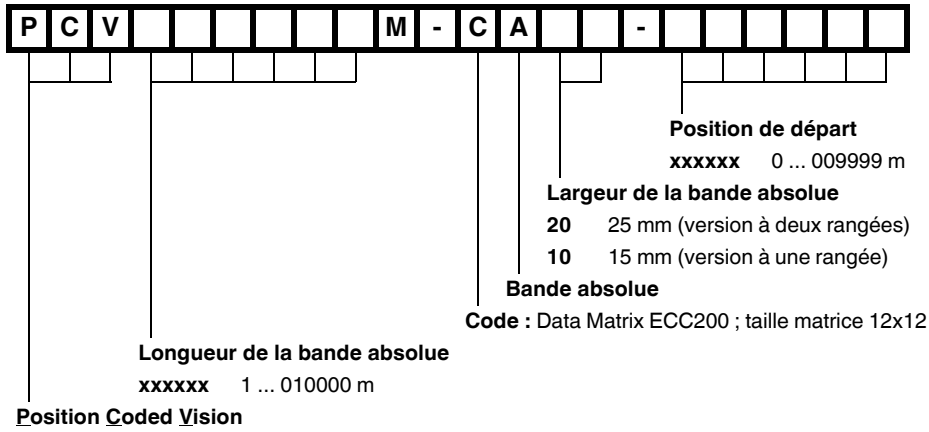 P C V M - C A -
Position de départ
xxxxxx 0 ... 009999 m
Largeur de la bande absolue
20 25 mm (version à deux rangées)
10 15 mm (version à une rangée)
Bande absolue
Code : Data Matrix ECC200 ; taille matrice 12x12
Longueur de la bande absolue
xxxxxx 1 ... 010000 m
Position Coded Vision